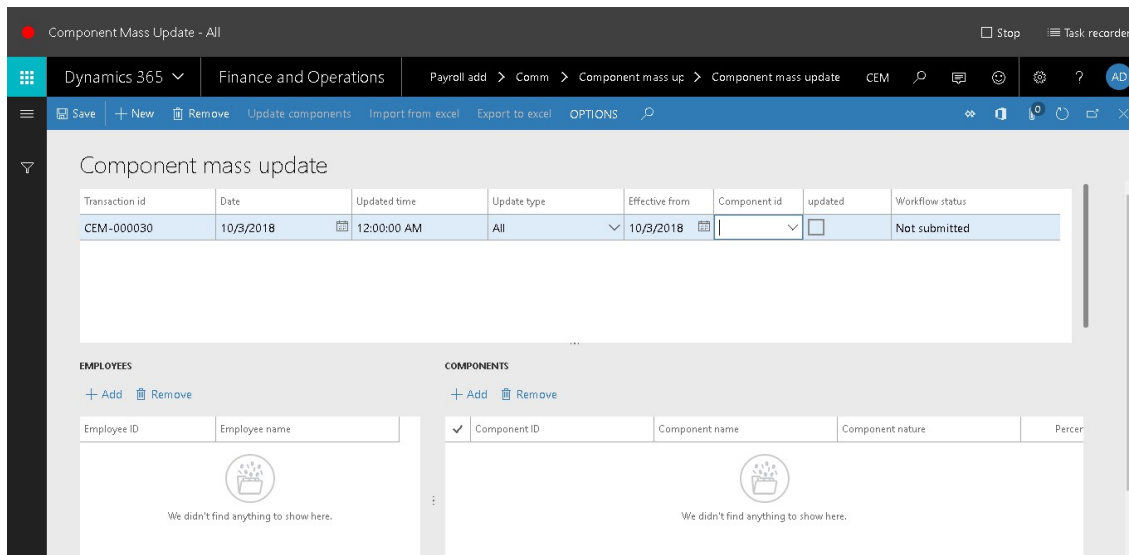 Component Mass Update - All Stop Task recorder
Dynamics 365 Finance and Operations Payroll add > Comm > Component mass up > Component mass update CEM ? AD
Save + New Remove Update components Import from excel Export to excel OPTIONS 0
Component mass update
Transaction id Date Updated time Update type Effective from Component id updated Workflow status
CEM-000030 10/3/2018 12:00:00 AM All 10/3/2018 Not submitted
EMPLOYEES COMPONENTS
+ Add Remove + Add Remove
Employee ID Employee name Component ID Component name Component nature Percer
We didn't find anything to show here. We didn't find anything to show here.